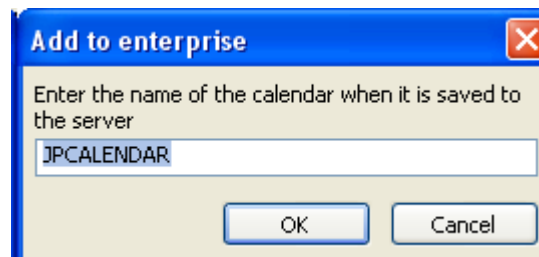 Add to enterprise
Enter the name of the calendar when it is saved to
the server
JPCALENDAR
OK Cancel